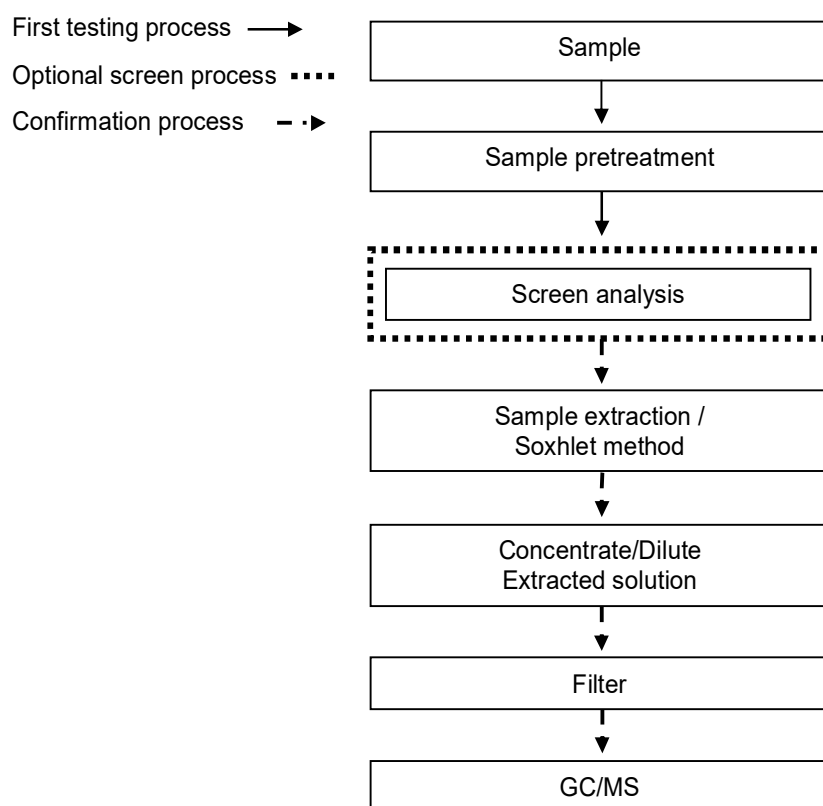 First testing process
Optional screen process
Confirmation process
Sample
Sample pretreatment
Screen analysis
Sample extraction /
Soxhlet method
Concentrate/Dilute
Extracted solution
Filter
GC/MS